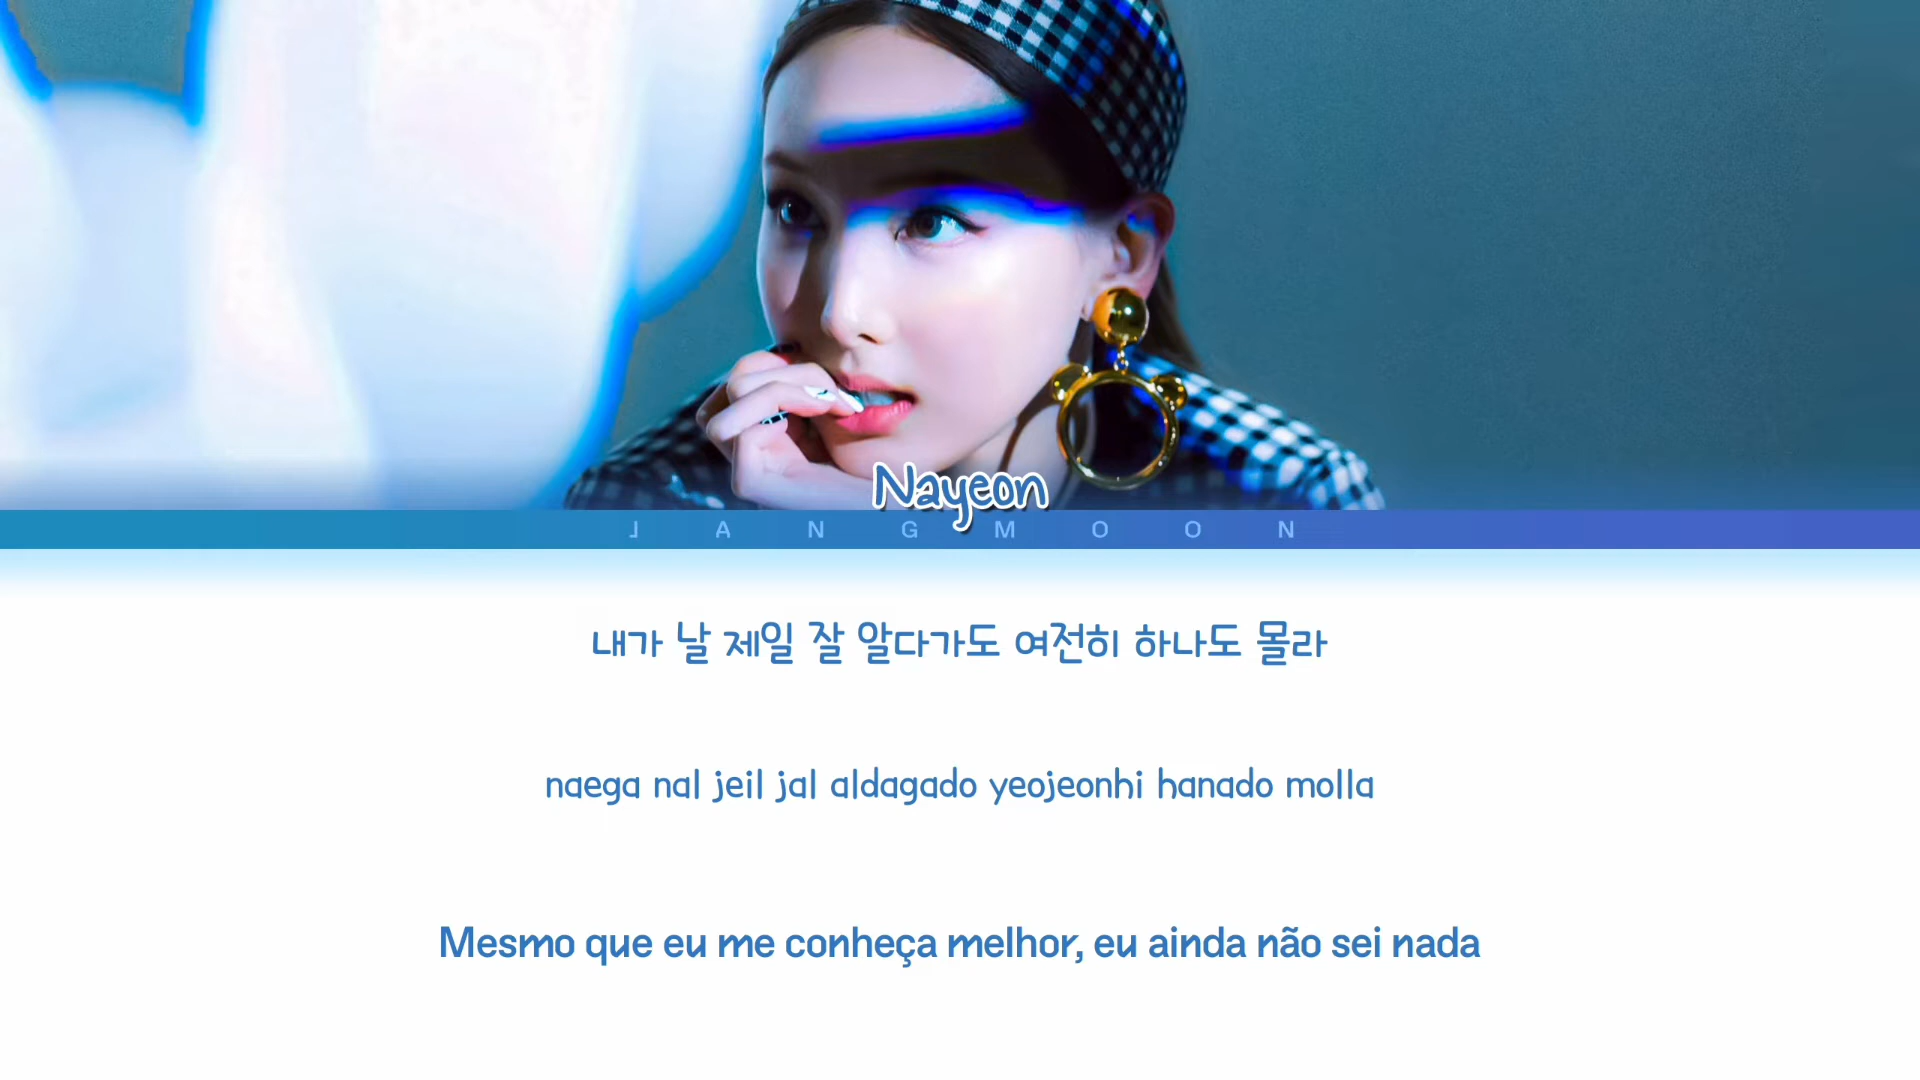 Nayeon
JANGMOON
내가 날 제일 잘 알다가도 여전히 하나도 몰라
naega nal jeil jal aldagado yeojeonhi hanado molla
Mesmo que eu me conheça melhor, eu ainda não sei nada